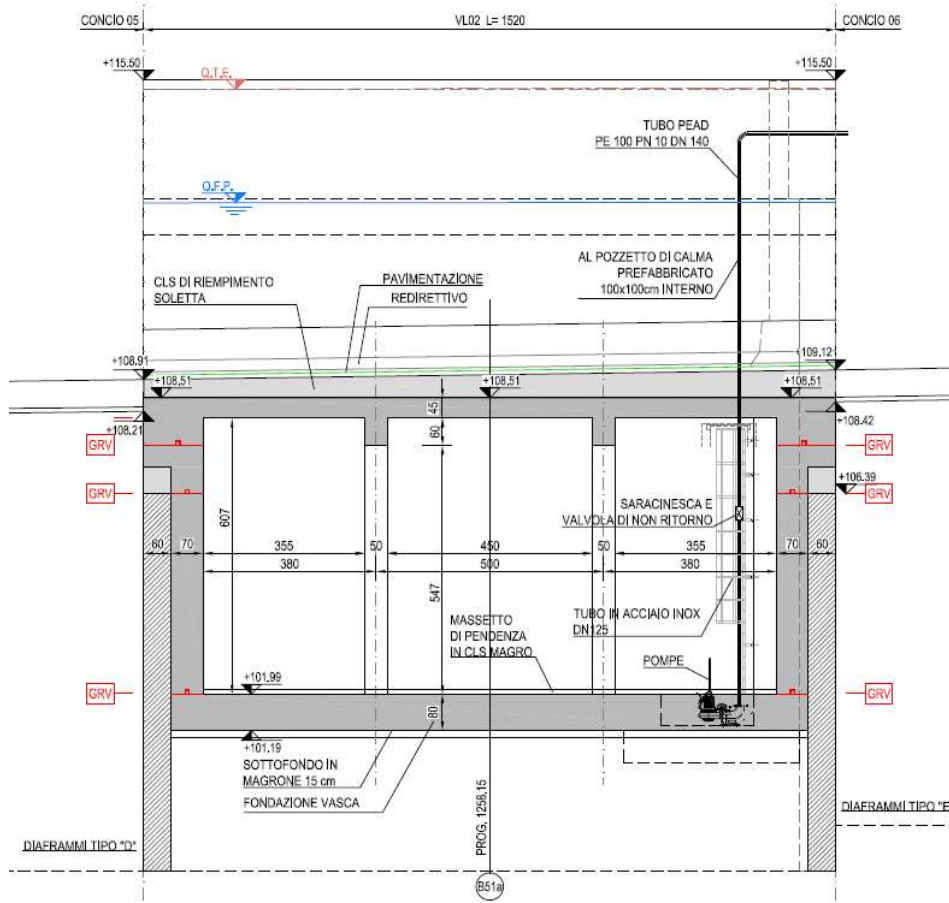 CONCIO 05
VL02 L= 1520
CONCIO 06
+115.50
Q.T.E.
+115.50
TUBO PEAD
PE 100 PN 10 DN 140
Q.F.P.
AL POZZETTO DI CALMA
PREFABBRICATO
100x100cm INTERNO
CLS DI RIEMPIMENTO
SOLETTA
PAVIMENTAZIONE
REDIRETTIVO
+108.91
+109.12
+108,51
+108,51
+108,51
+108.21
45
+108.42
60
GRV
GRV
+106.39
GRV
GRV
607
SARACINESCA E
VALVOLA DI NON RITORNO
60
70
355
50
450
50
355
70
60
380
500
380
547
MASSETTO
DI PENDENZA
IN CLS MAGRO
TUBO IN ACCIAIO INOX
DN125
POMPE
+101.99
GRV
GRV
80
+101.19
SOTTOFONDO IN
MAGRONE 15 cm
FONDAZIONE VASCA
PROG. 1258,15
DIAFRAMMI TIPO "D"
DIAFRAMMI TIPO "E
B51a